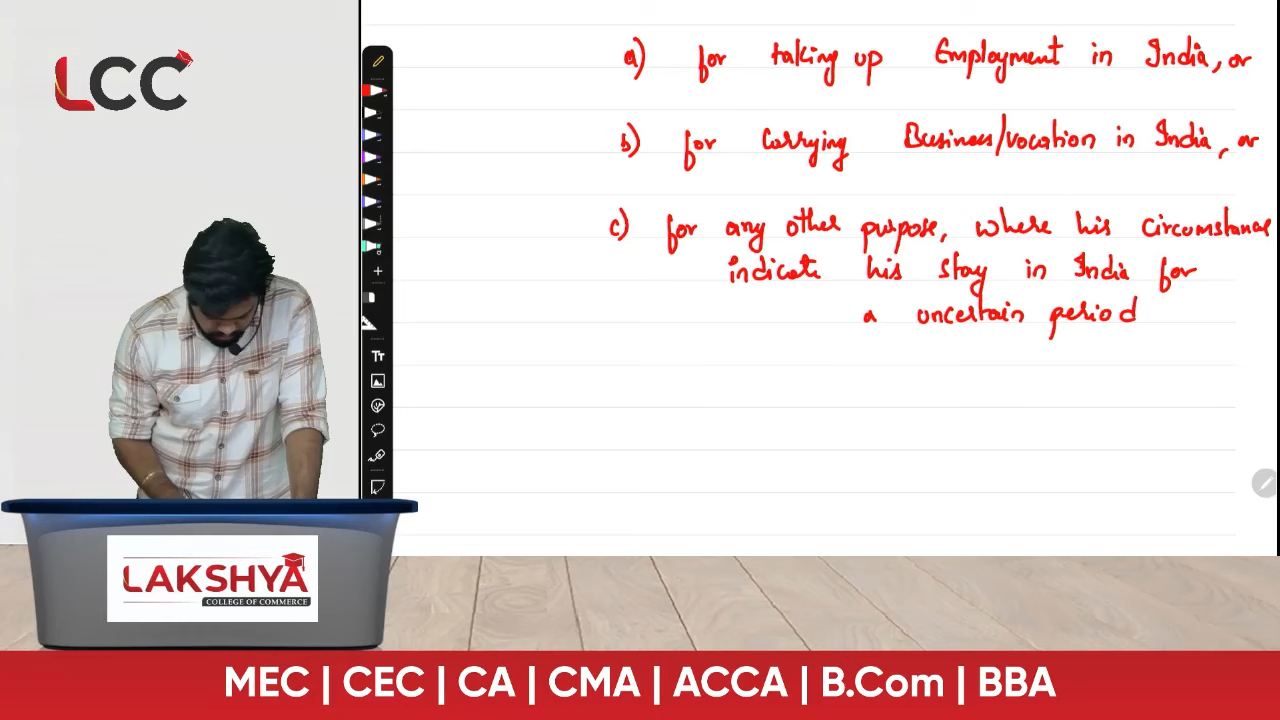 LCC
a) for taking up Employment in India, or
b) for carrying Business/vocation in India, or
c) for any other purpose, where his circumstances
indicate his stay in India for
a uncertain period
Tт
LAKSHYA
COLLEGE OF COMMERCE
MEC | CEC | CA | CMA | ACCA | B.Com | BBA